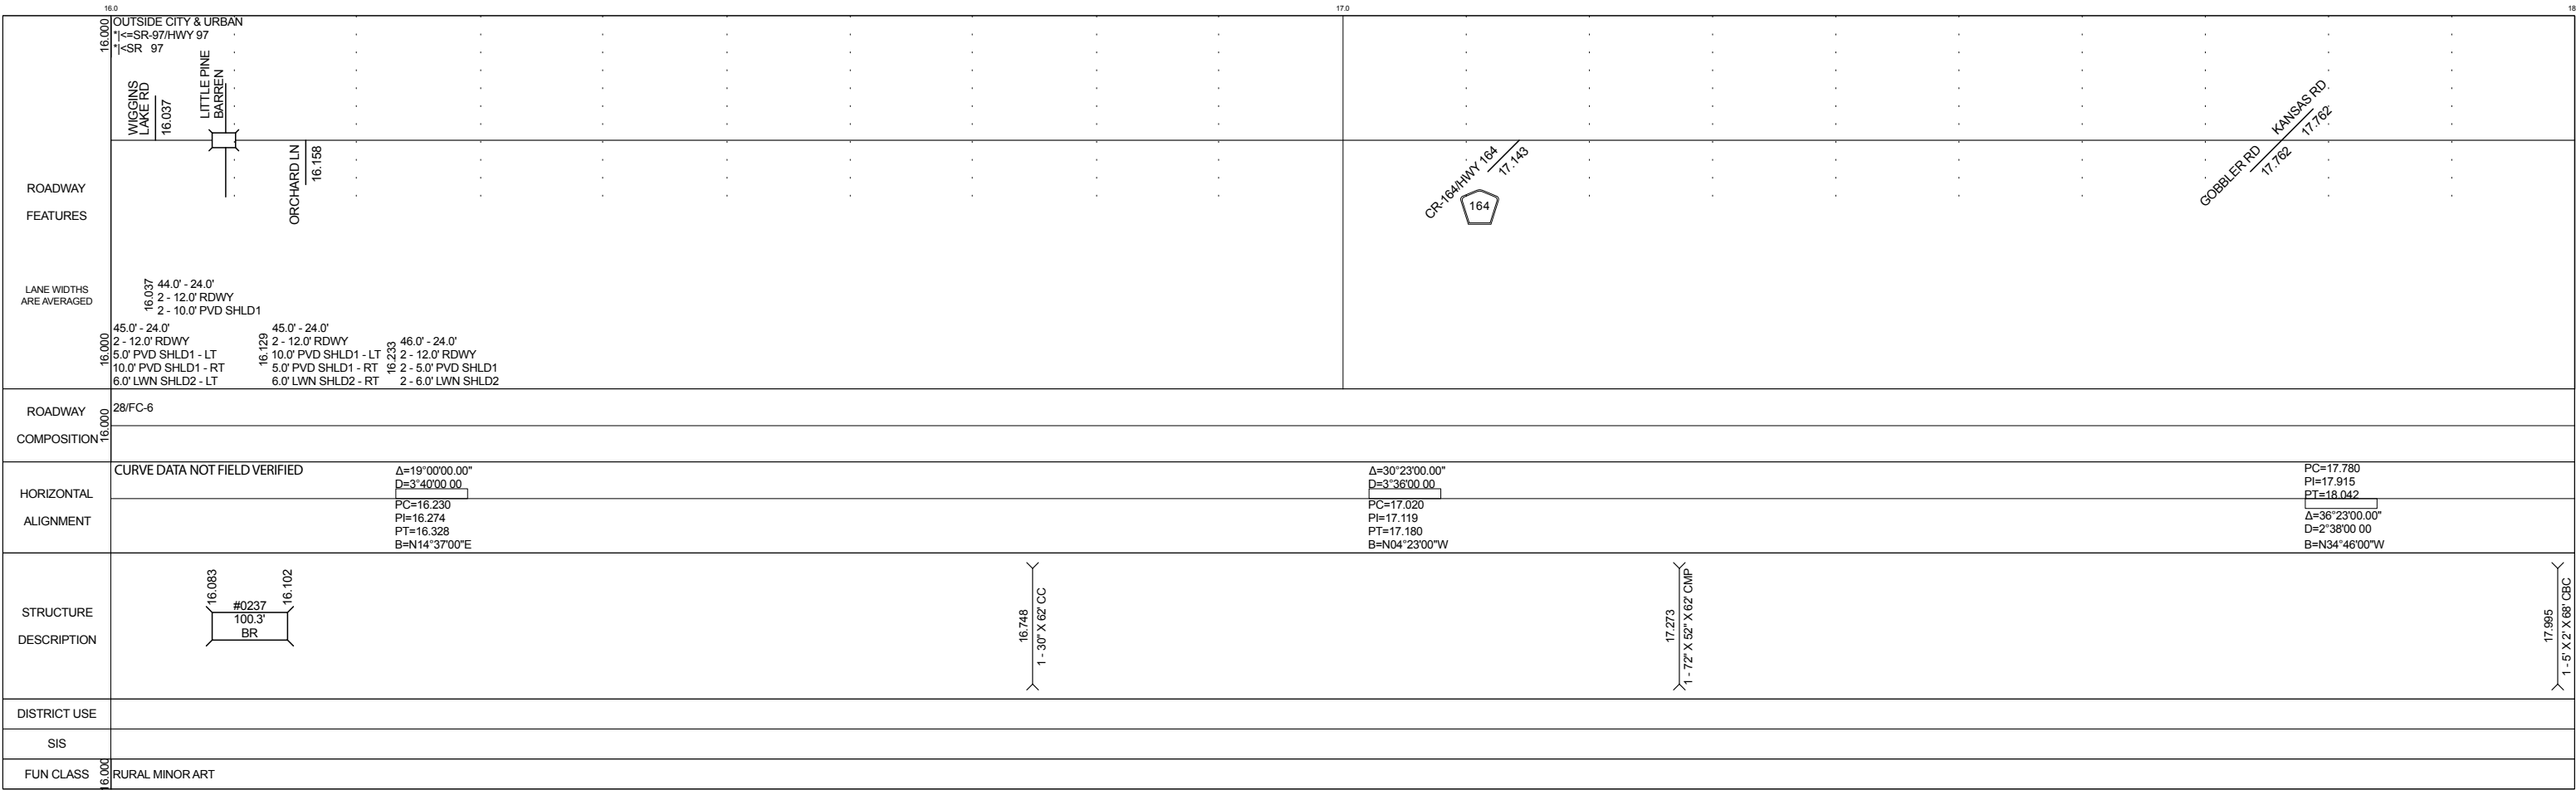 16.0
17.0
18
16.000
OUTSIDE CITY & URBAN
*|<=SR-97/HWY 97
*|<SR 97
WIGGINS
LAKE RD
16.037
LITTLE PINE
BARREN
ORCHARD LN
16.158
CR-164/HWY 164
17.143
164
KANSAS RD
17.762
GOBBLER RD
17.762
ROADWAY
FEATURES
LANE WIDTHS
ARE AVERAGED
16.037
44.0' - 24.0'
2 - 12.0' RDWY
2 - 10.0' PVD SHLD1
16.000
45.0' - 24.0'
2 - 12.0' RDWY
5.0' PVD SHLD1 - LT
10.0' PVD SHLD1 - RT
6.0' LWN SHLD2 - LT
16.129
45.0' - 24.0'
2 - 12.0' RDWY
10.0' PVD SHLD1 - LT
5.0' PVD SHLD1 - RT
6.0' LWN SHLD2 - RT
16.233
46.0' - 24.0'
2 - 12.0' RDWY
2 - 5.0' PVD SHLD1
2 - 6.0' LWN SHLD2
ROADWAY
COMPOSITION
16.000
28/FC-6
HORIZONTAL
ALIGNMENT
CURVE DATA NOT FIELD VERIFIED
Δ=19°00'00.00"
D=3°40'00 00
PC=16.230
PI=16.274
PT=16.328
B=N14°37'00"E
Δ=30°23'00.00"
D=3°36'00 00
PC=17.020
PI=17.119
PT=17.180
B=N04°23'00"W
PC=17.780
PI=17.915
PT=18.042
Δ=36°23'00.00"
D=2°38'00 00
B=N34°46'00"W
STRUCTURE
DESCRIPTION
16.083
16.102
#0237
100.3'
BR
16.748
1 - 30" X 62' CC
17.273
1 - 72" X 52" X 62' CMP
17.995
1 - 5' X 2' X 68' CBC
DISTRICT USE
SIS
FUN CLASS
16.000
RURAL MINOR ART